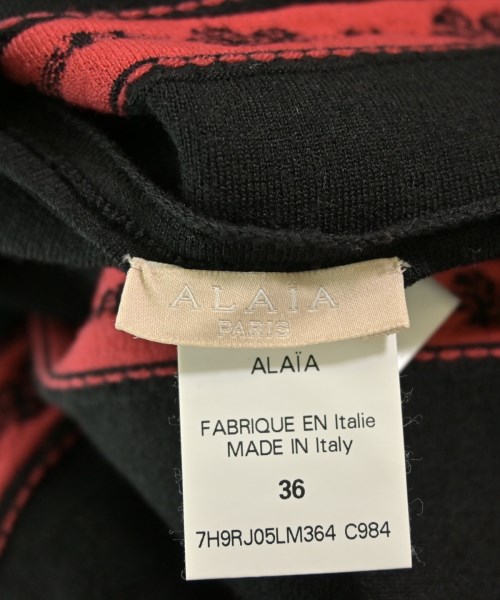 ALAÏA
PARIS
ALAÏA
FABRIQUE EN Italie
MADE IN Italy
36
7H9RJ05LM364 C984